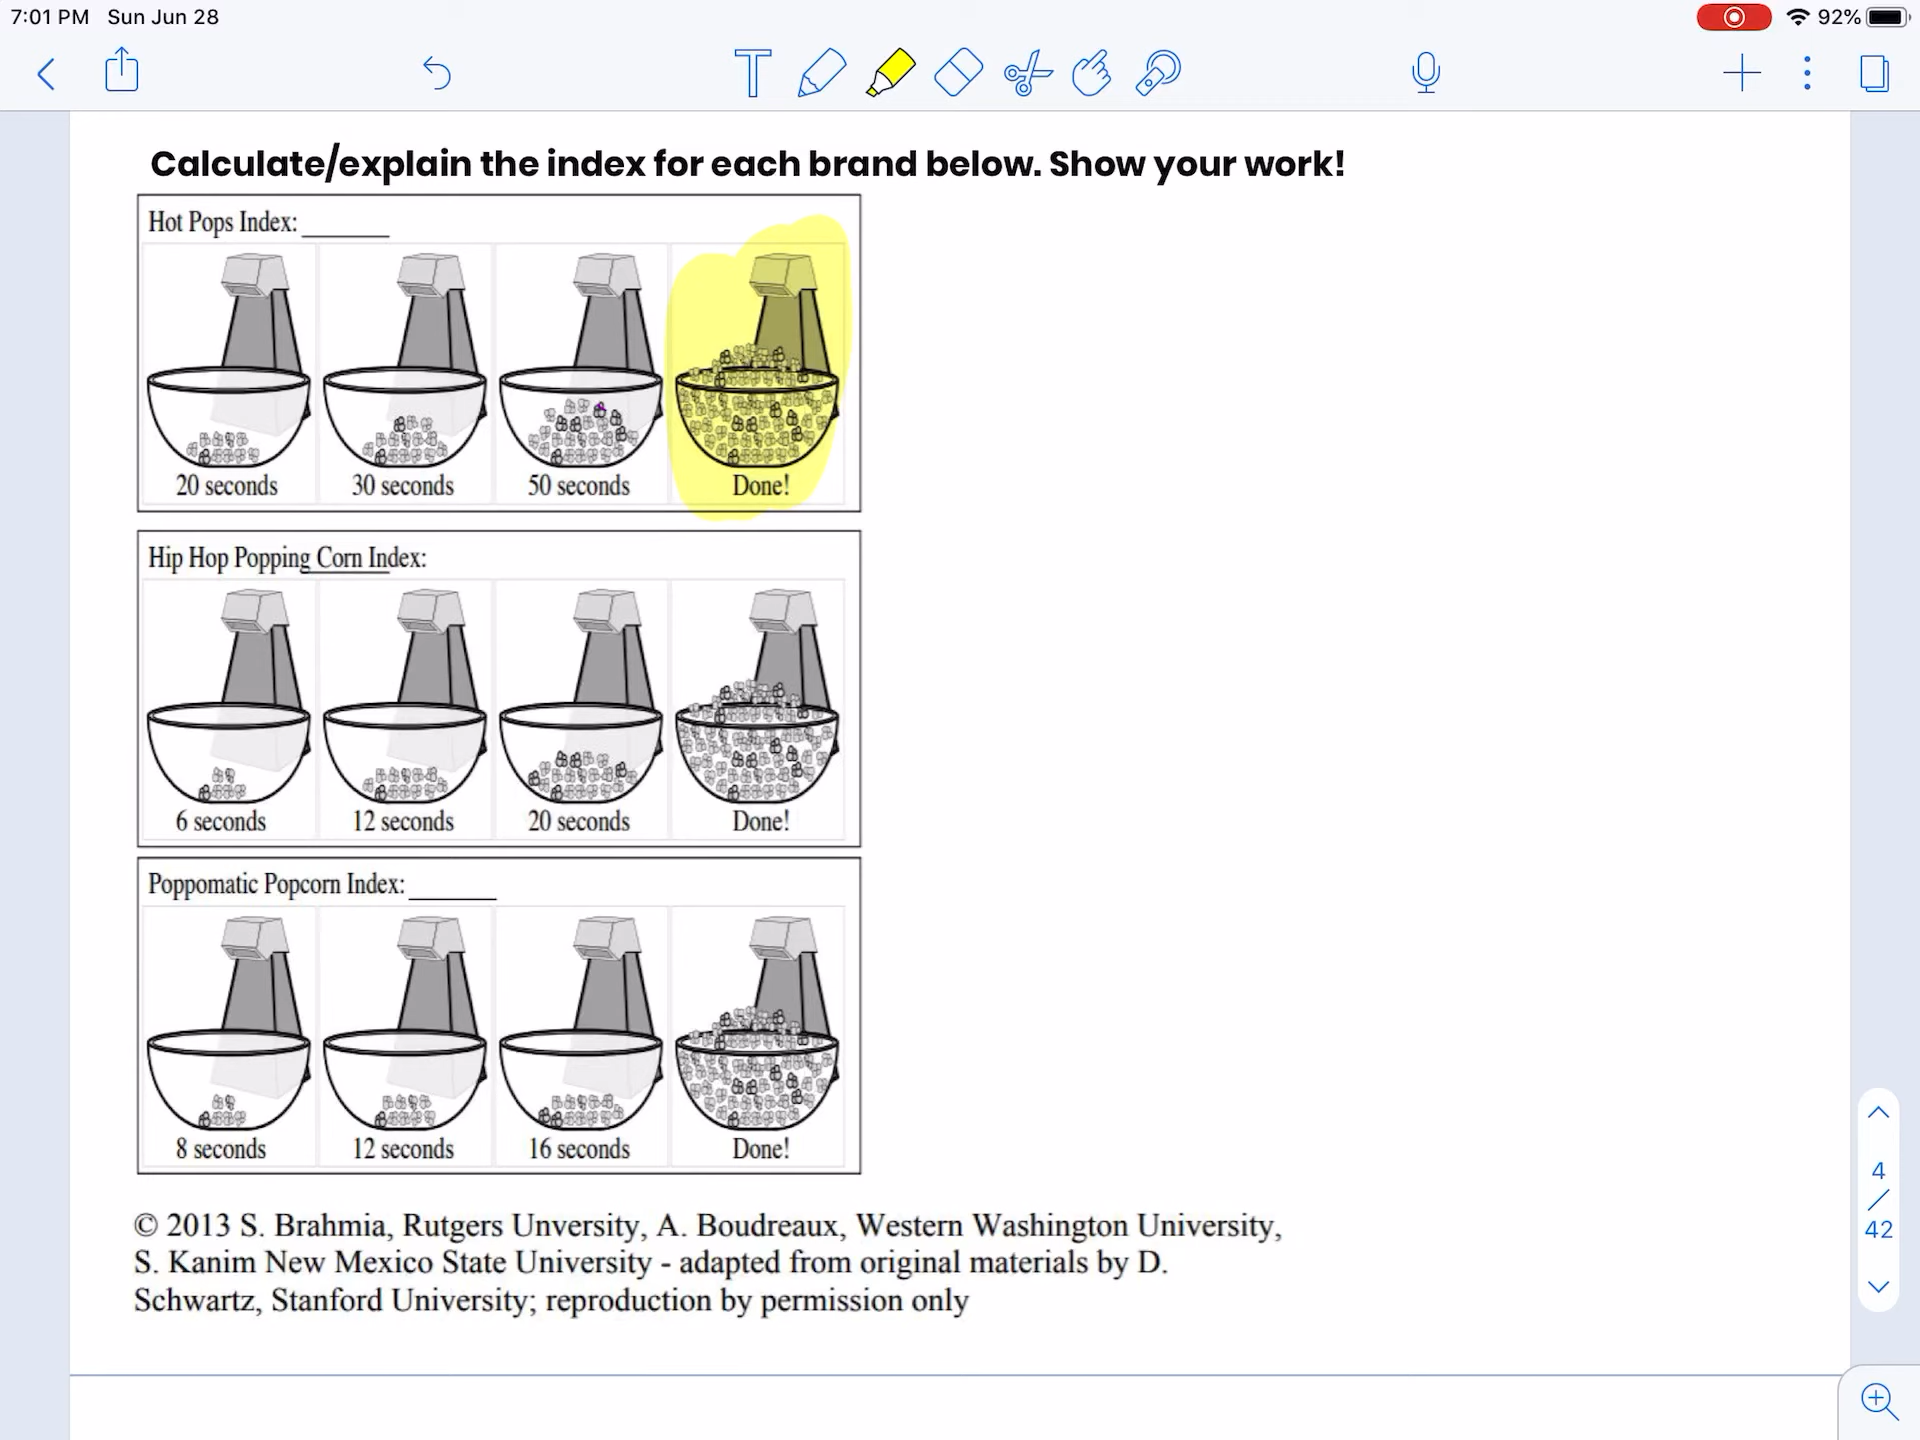 7:01 PM Sun Jun 28
92%
T
Calculate/explain the index for each brand below. Show your work!
Hot Pops Index: ________
20 seconds 30 seconds 50 seconds Done!
Hip Hop Popping Corn Index:
6 seconds 12 seconds 20 seconds Done!
Poppomatic Popcorn Index: ________
8 seconds 12 seconds 16 seconds Done!
© 2013 S. Brahmia, Rutgers Unversity, A. Boudreaux, Western Washington University,
S. Kanim New Mexico State University - adapted from original materials by D.
Schwartz, Stanford University; reproduction by permission only
4
/
42